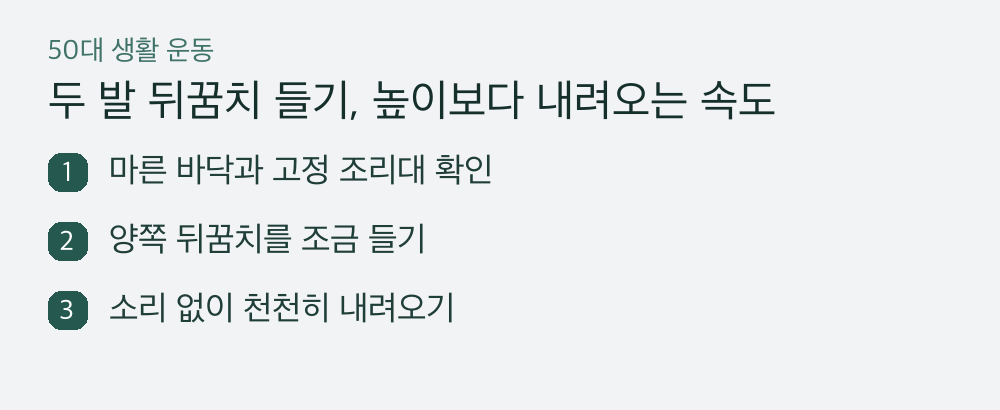 50대 생활 운동
두 발 뒤꿈치 들기, 높이보다 내려오는 속도
1 마른 바닥과 고정 조리대 확인
2 양쪽 뒤꿈치를 조금 들기
3 소리 없이 천천히 내려오기